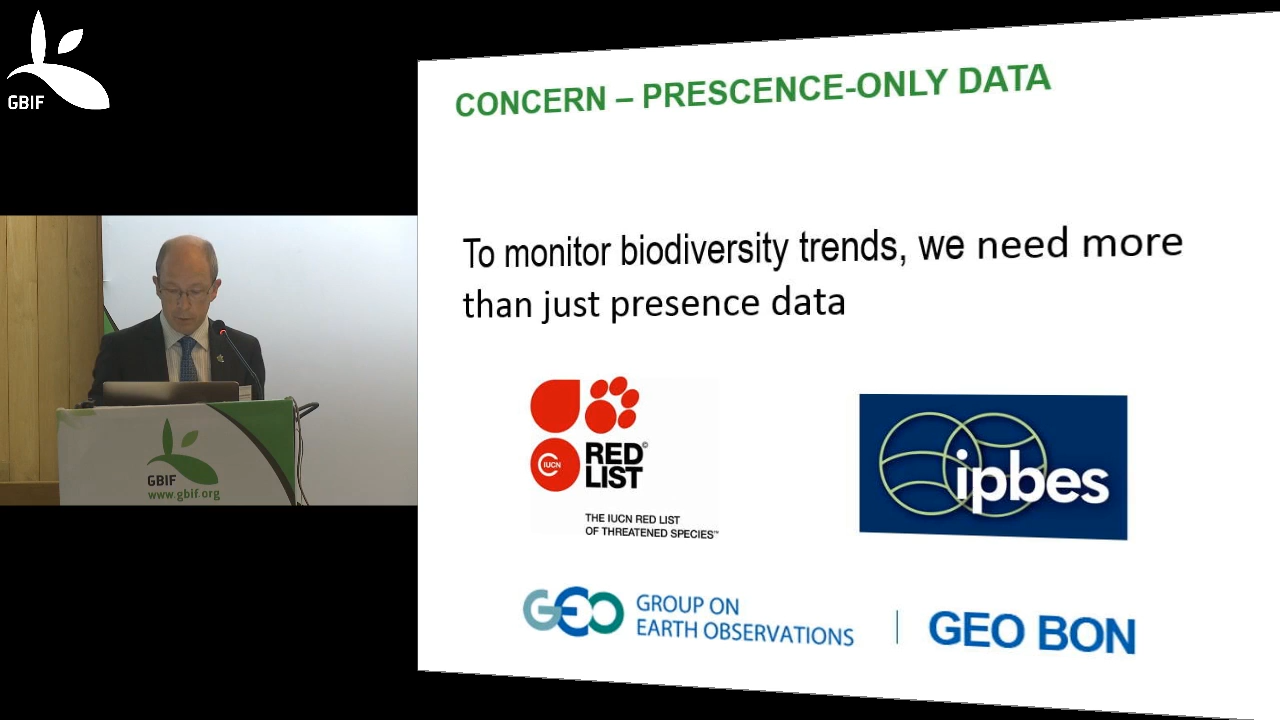 GBIF
CONCERN – PRESCENCE-ONLY DATA
To monitor biodiversity trends, we need more
than just presence data
IUCN
RED©
LIST
THE IUCN RED LIST
OF THREATENED SPECIES™
ipbes
GEO
GROUP ON
EARTH OBSERVATIONS
GEO BON
GBIF
www.gbif.org